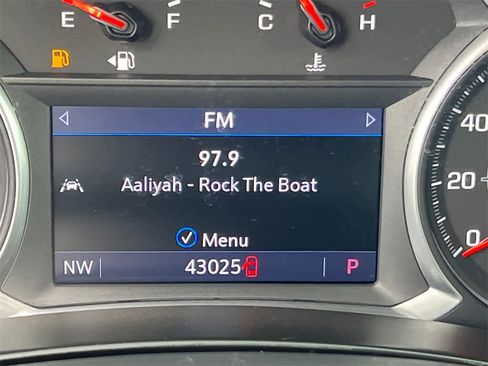 E F C H
FM
97.9
Aaliyah - Rock The Boat
Menu
NW 43025 P
40
20
0